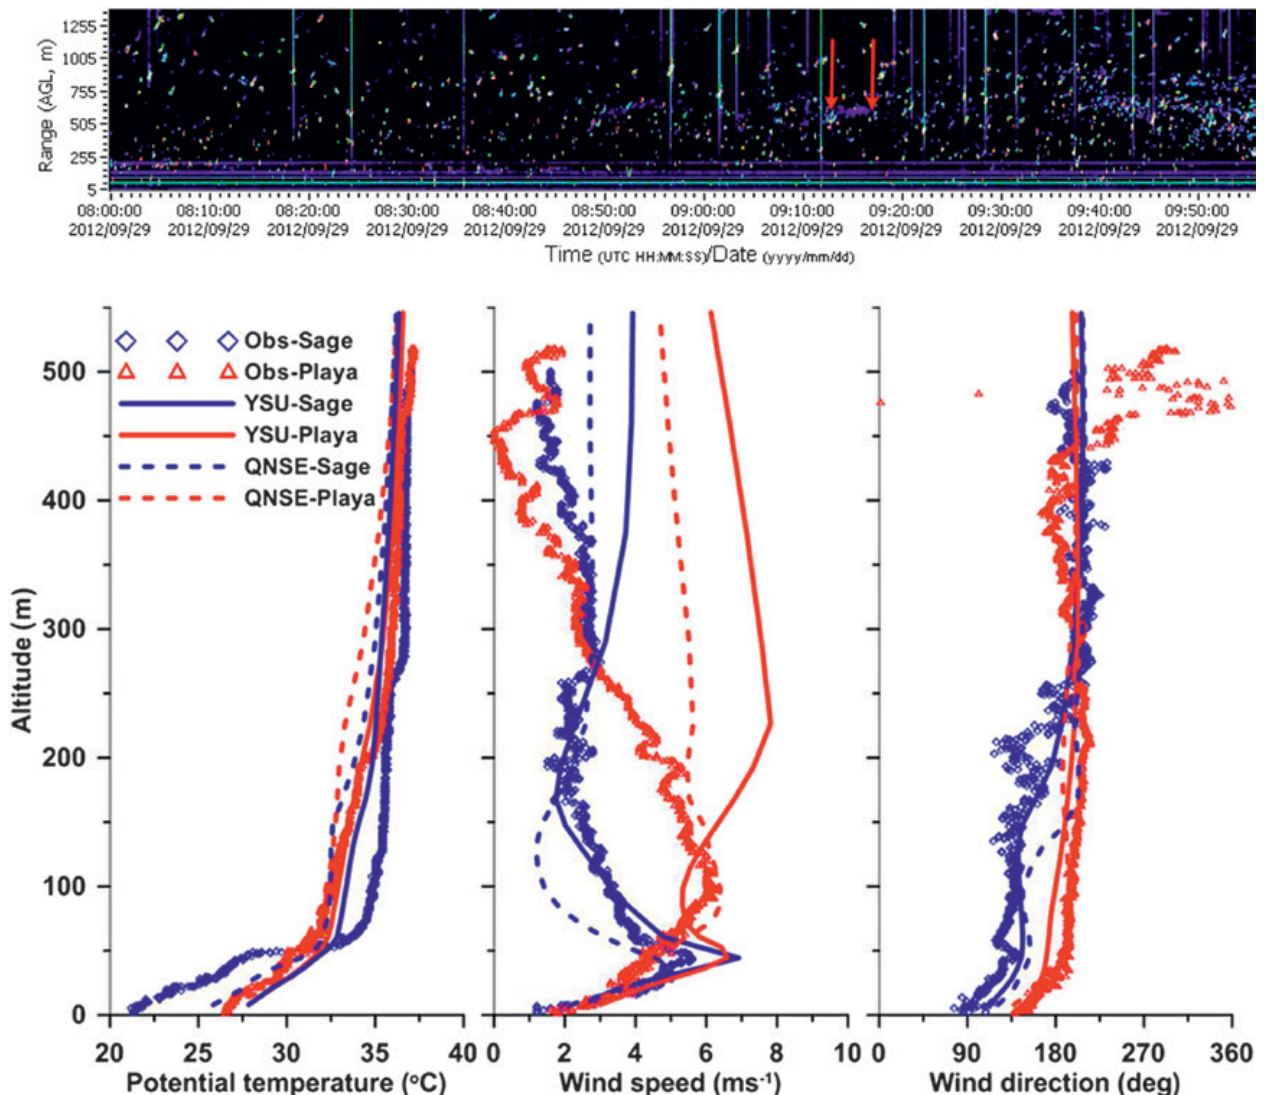 Range (AGL, m)
1255
1005
755
505
255
5
08:00:00 08:10:00 08:20:00 08:30:00 08:40:00 08:50:00 09:00:00 09:10:00 09:20:00 09:30:00 09:40:00 09:50:00
2012/09/29 2012/09/29 2012/09/29 2012/09/29 2012/09/29 2012/09/29 2012/09/29 2012/09/29 2012/09/29 2012/09/29 2012/09/29 2012/09/29
Time (UTC HH:MM:SS)/Date (yyyy/mm/dd)
Obs-Sage
Obs-Playa
YSU-Sage
YSU-Playa
QNSE-Sage
QNSE-Playa
Altitude (m)
500
400
300
200
100
0
20 25 30 35 40
Potential temperature (°C)
0 2 4 6 8 10
Wind speed (ms-1)
0 90 180 270 360
Wind direction (deg)